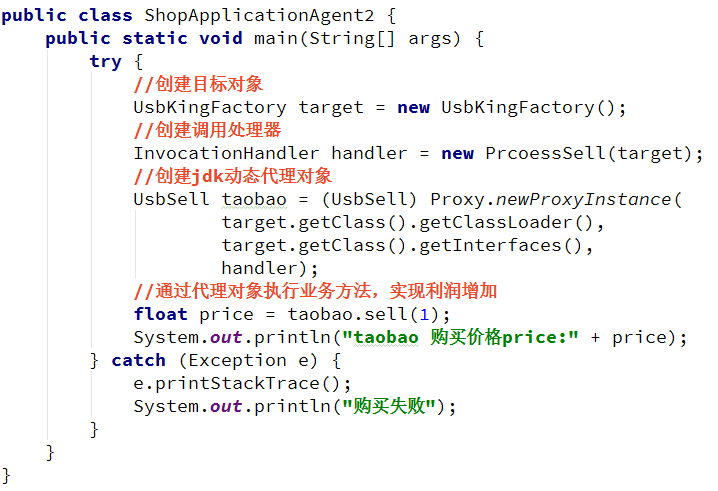 public class ShopApplicationAgent2 {
    public static void main(String[] args) {
        try {
            //创建目标对象
            UsbKingFactory target = new UsbKingFactory();
            //创建调用处理器
            InvocationHandler handler = new PrcoessSell(target);
            //创建jdk动态代理对象
            UsbSell taobao = (UsbSell) Proxy.newProxyInstance(
                    target.getClass().getClassLoader(),
                    target.getClass().getInterfaces(),
                    handler);
            //通过代理对象执行业务方法，实现利润增加
            float price = taobao.sell(1);
            System.out.println("taobao 购买价格price:" + price);
        } catch (Exception e) {
            e.printStackTrace();
            System.out.println("购买失败");
        }
    }
}